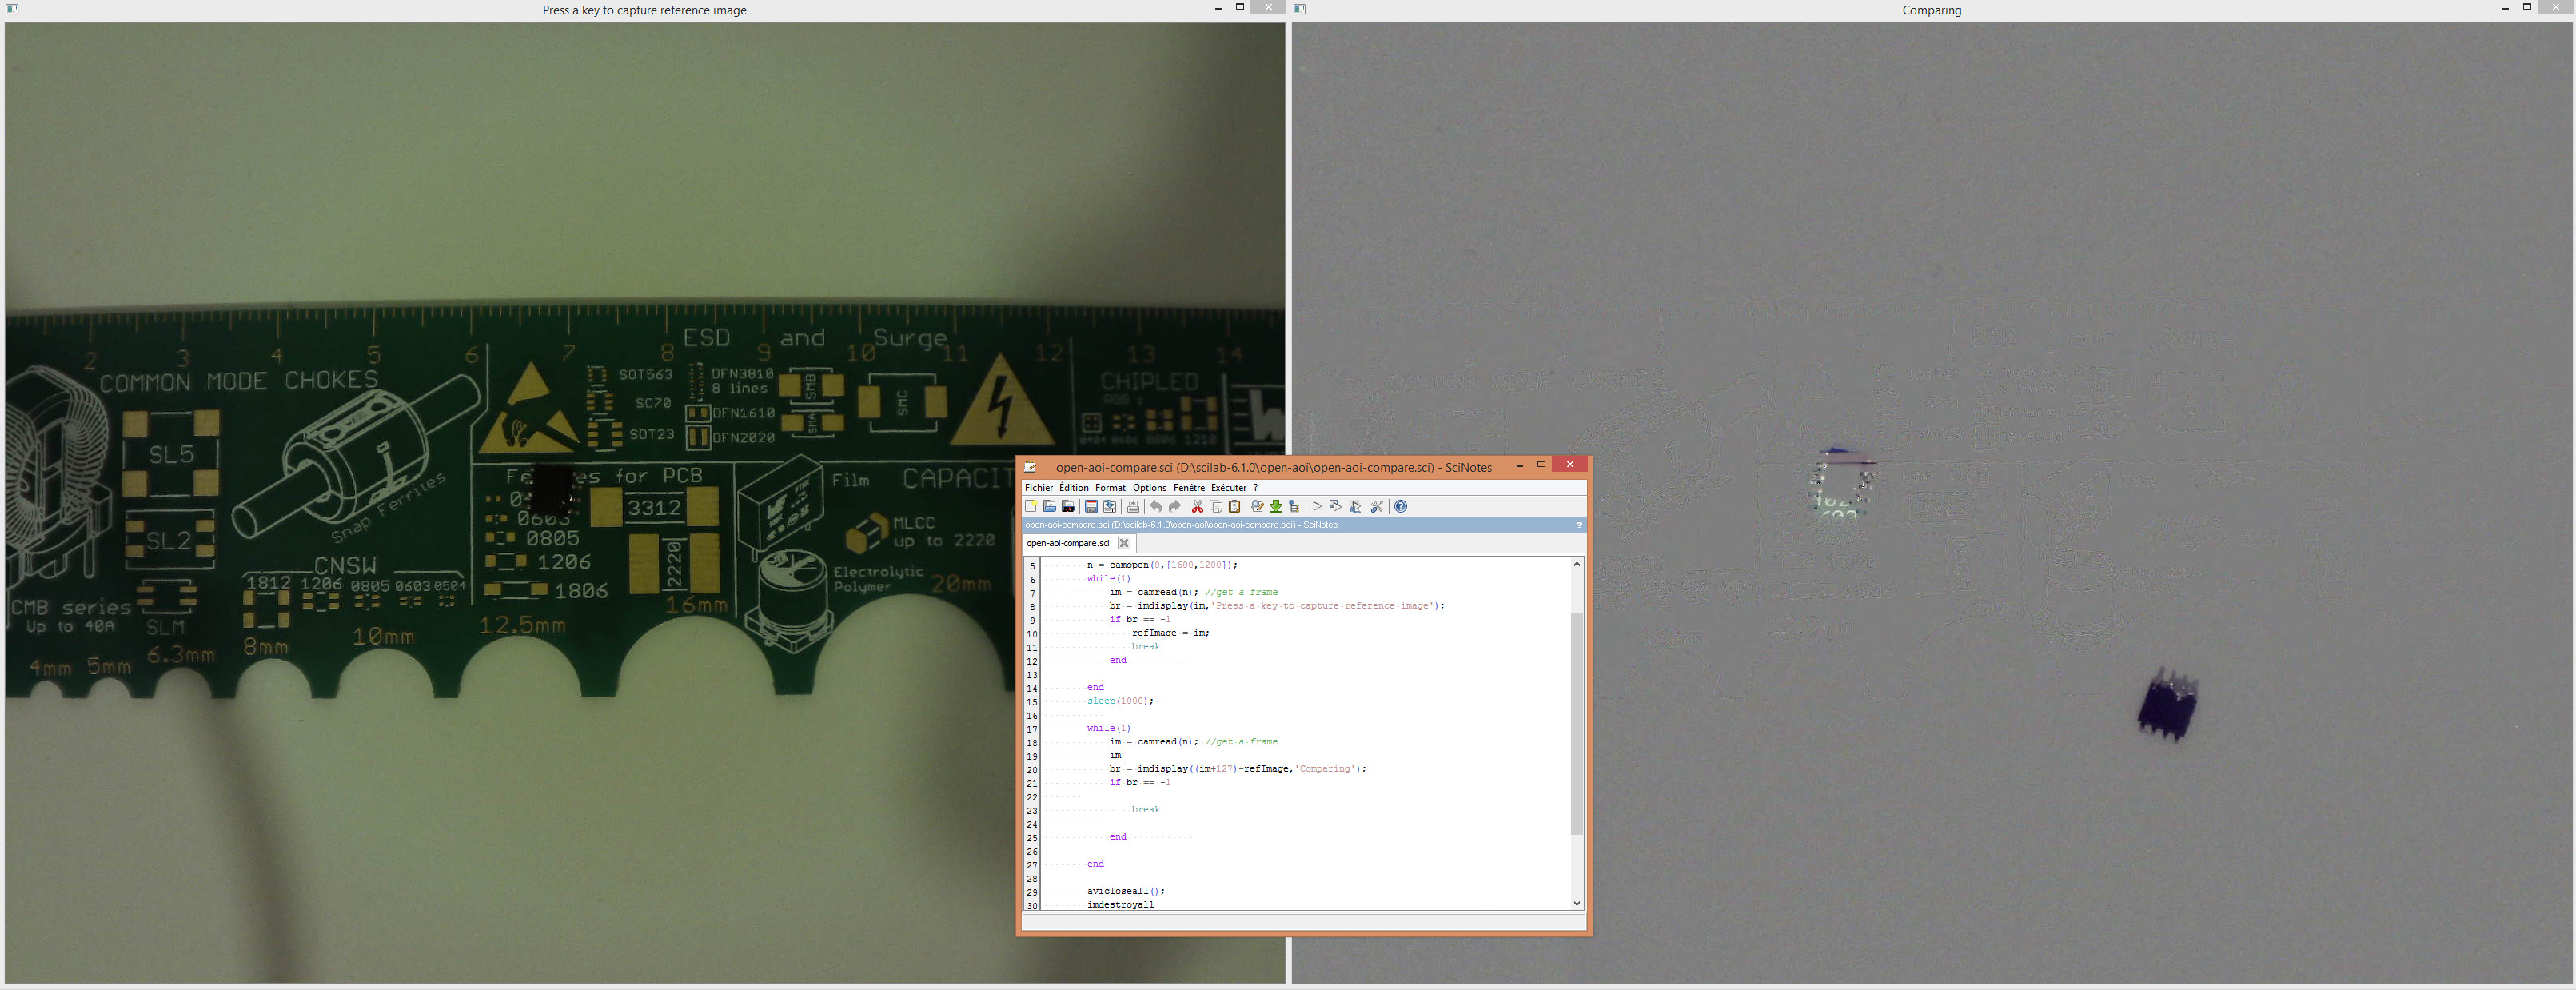 Press a key to capture reference image
Comparing
ESD and Surge
2 3 4 5 6 7 8 9 10 11 12 13 14
COMMON MODE CHOKES
SOT563
DFN3810
8 lines
SMB
SMC
CHIPLED
RGB :
SC70
DFN1610
SMA
SOT23
DFN2020
0404 0606 0806 1210
SL5
Snap Ferrites
es for PCB
3312
Film
CAPACIT
0603
0805
1206
1806
2220
MLCC
up to 2220
SL2
CNSW
1812 1206 0805 0603 0504
Electrolytic
Polymer
20mm
CMB series
Up to 40A
SLM
16mm
12.5mm
10mm
8mm
6.3mm
5mm
4mm
open-aoi-compare.sci (D:\scilab-6.1.0\open-aoi\open-aoi-compare.sci) - SciNotes
Fichier Édition Format Options Fenêtre Exécuter ?
open-aoi-compare.sci (D:\scilab-6.1.0\open-aoi\open-aoi-compare.sci) - SciNotes ?
open-aoi-compare.sci
5 n = camopen(0,[1600,1200]);
6 while(1)
7 im = camread(n); //get a frame
8 br = imdisplay(im,'Press a key to capture reference image');
9 if br == -1
10 refImage = im;
11 break
12 end
13
14 end
15 sleep(1000);
16
17 while(1)
18 im = camread(n); //get a frame
19 im
20 br = imdisplay((im+127)-refImage,'Comparing');
21 if br == -1
22
23 break
24
25 end
26
27 end
28
29 avicloseall();
30 imdestroyall